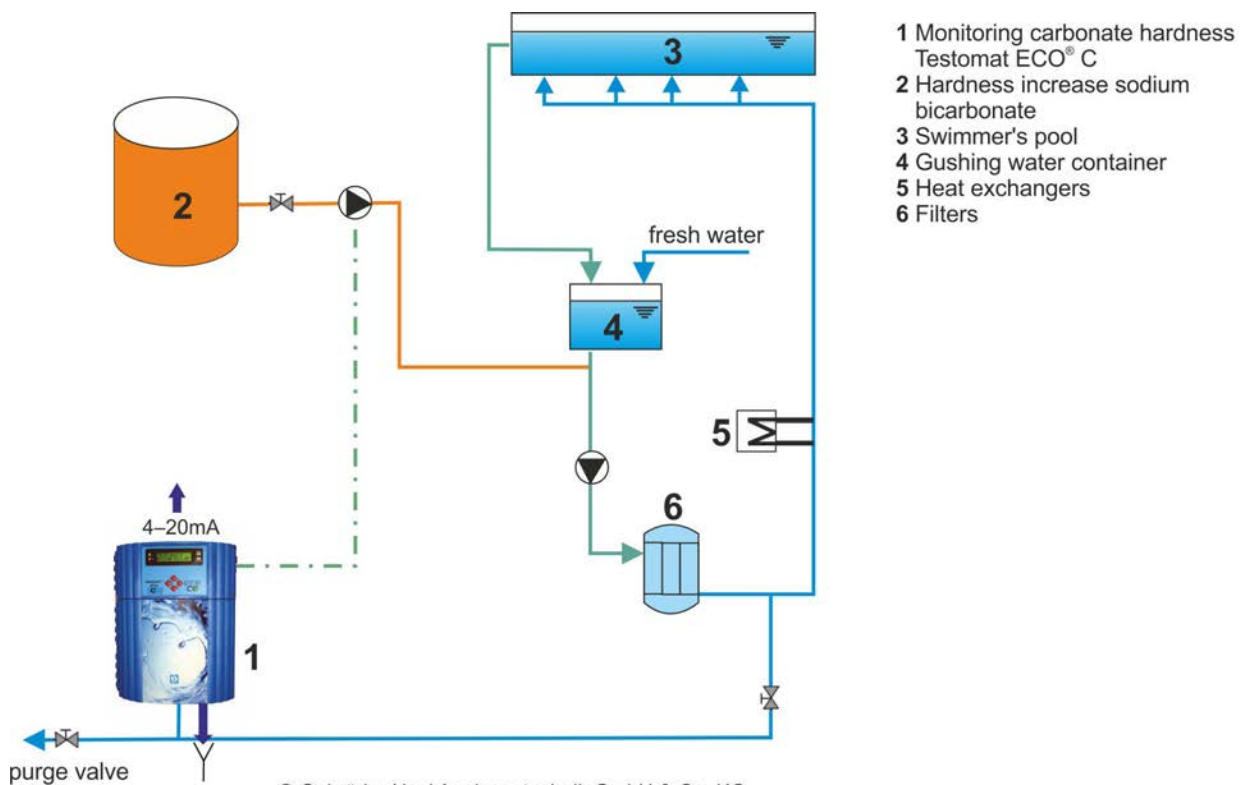 1 Monitoring carbonate hardness
Testomat ECO® C
2 Hardness increase sodium
bicarbonate
3 Swimmer's pool
4 Gushing water container
5 Heat exchangers
6 Filters
3
2
fresh water
4
5
6
4–20mA
1
purge valve